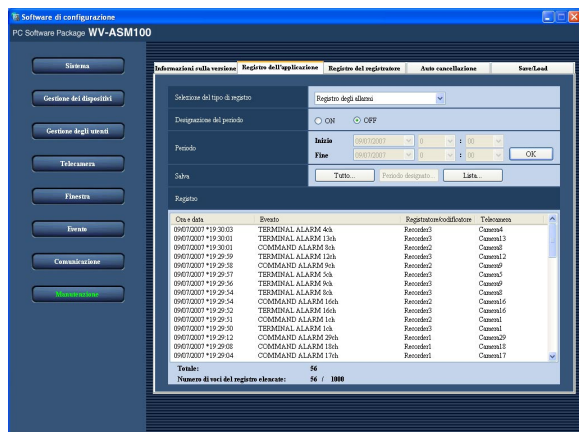 Software di configurazione
PC Software Package WV-ASM100
Sistema
Gestione dei dispositivi
Gestione degli utenti
Telecamera
Finestra
Evento
Comunicazione
Manutenzione
Informazioni sulla versione Registro dell'applicazione Registro del registratore Auto cancellazione Save/Load
Selezione del tipo di registro Registro degli allarmi
Designazione del periodo ON OFF
Periodo
Inizio 09/07/2007 0 : 00
Fine 09/07/2007 0 : 00 OK
Salva Tutto... Periodo designato... Lista...
Registro
Ora e data Evento Registratore/codificatore Telecamera
09/07/2007 *19:30:03 TERMINAL ALARM 4ch Recorder3 Camera4
09/07/2007 *19:30:01 TERMINAL ALARM 13ch Recorder3 Camera13
09/07/2007 *19:30:01 COMMAND ALARM 8ch Recorder3 Camera8
09/07/2007 *19:29:59 TERMINAL ALARM 12ch Recorder3 Camera12
09/07/2007 *19:29:58 COMMAND ALARM 9ch Recorder2 Camera9
09/07/2007 *19:29:57 TERMINAL ALARM 5ch Recorder3 Camera5
09/07/2007 *19:29:56 TERMINAL ALARM 9ch Recorder3 Camera9
09/07/2007 *19:29:54 TERMINAL ALARM 8ch Recorder3 Camera8
09/07/2007 *19:29:54 COMMAND ALARM 16ch Recorder2 Camera16
09/07/2007 *19:29:52 TERMINAL ALARM 16ch Recorder3 Camera16
09/07/2007 *19:29:51 COMMAND ALARM 1ch Recorder2 Camera1
09/07/2007 *19:29:50 TERMINAL ALARM 1ch Recorder3 Camera1
09/07/2007 *19:29:12 COMMAND ALARM 29ch Recorder1 Camera29
09/07/2007 *19:29:08 COMMAND ALARM 18ch Recorder1 Camera18
09/07/2007 *19:29:04 COMMAND ALARM 17ch Recorder1 Camera17
Totale: 56
Numero di voci del registro elencate: 56 / 1000